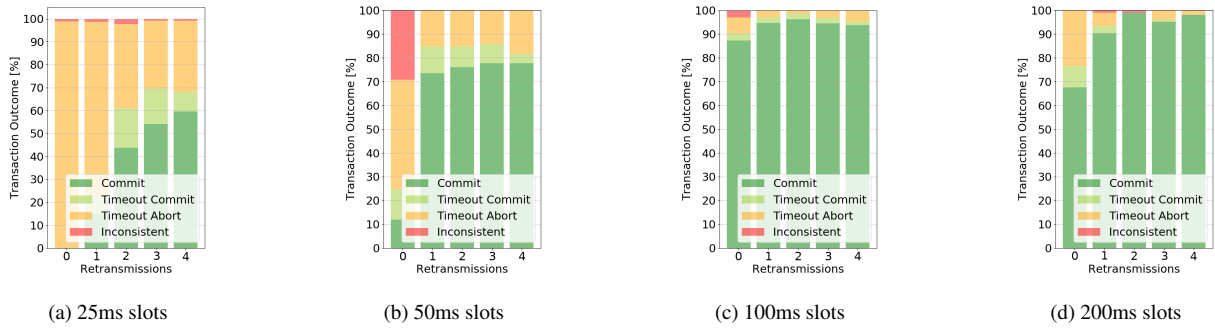 Transaction Outcome [%]
100
90
80
70
60
50
40
30
20
10
0
Commit
Timeout Commit
Timeout Abort
Inconsistent
0 1 2 3 4
Retransmissions
(a) 25ms slots
Transaction Outcome [%]
100
90
80
70
60
50
40
30
20
10
0
Commit
Timeout Commit
Timeout Abort
Inconsistent
0 1 2 3 4
Retransmissions
(b) 50ms slots
Transaction Outcome [%]
100
90
80
70
60
50
40
30
20
10
0
Commit
Timeout Commit
Timeout Abort
Inconsistent
0 1 2 3 4
Retransmissions
(c) 100ms slots
Transaction Outcome [%]
100
90
80
70
60
50
40
30
20
10
0
Commit
Timeout Commit
Timeout Abort
Inconsistent
0 1 2 3 4
Retransmissions
(d) 200ms slots